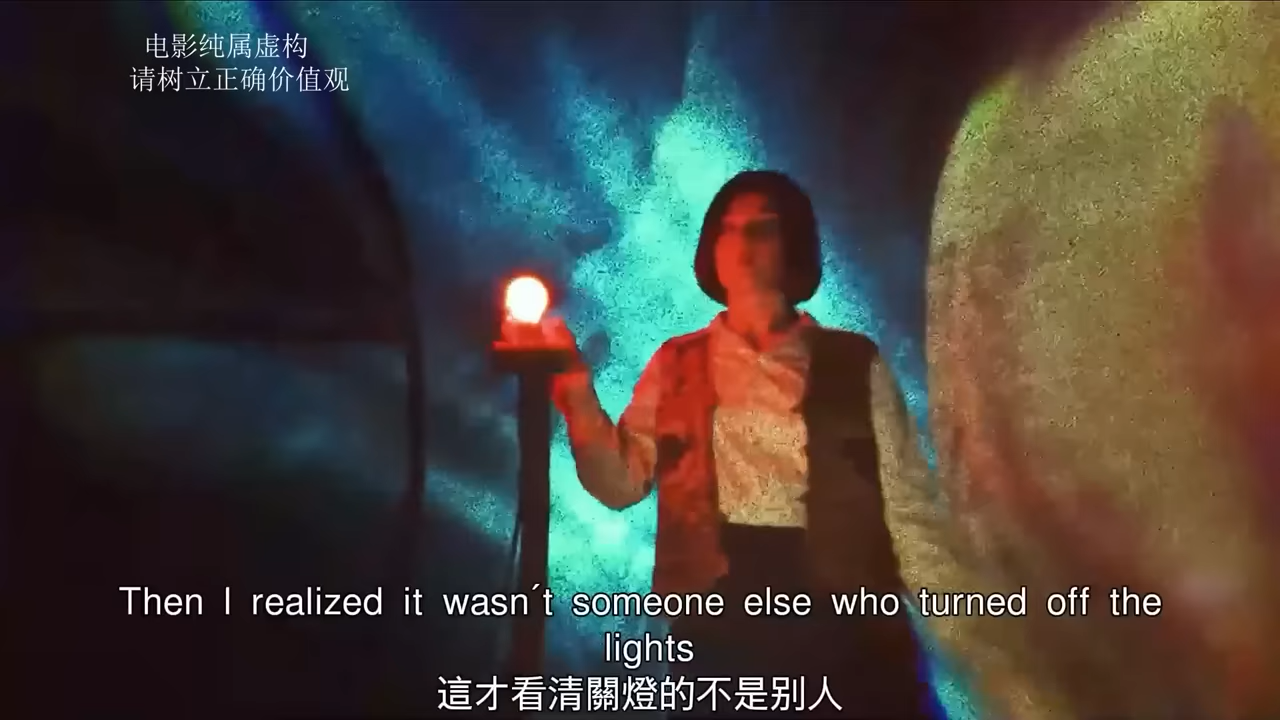 电影纯属虚构
请树立正确价值观
Then I realized it wasn´t someone else who turned off the
lights
這才看清關燈的不是別人